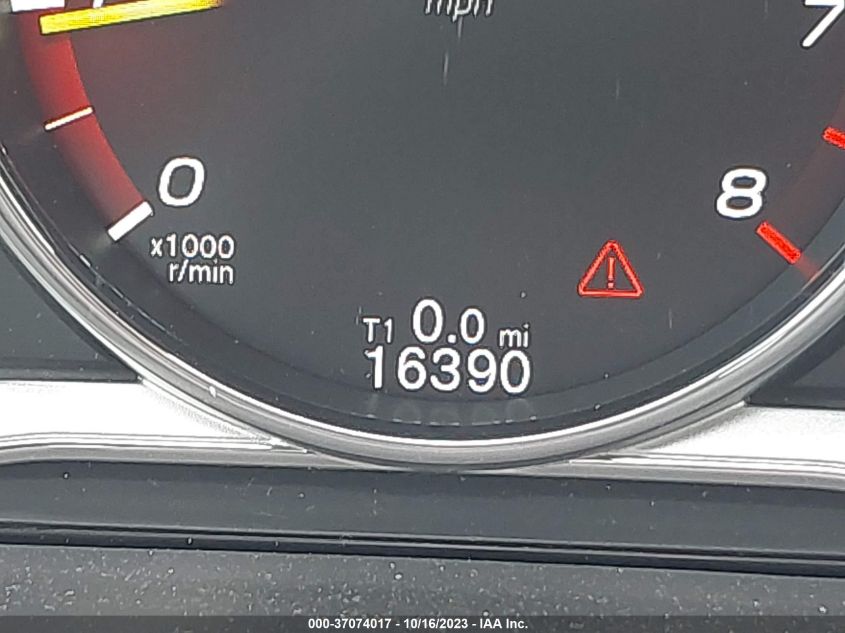 mph
7
0
8
x1000
r/min
!
T1 0.0 mi
16390
000-37074017 - 10/16/2023 - IAA Inc.